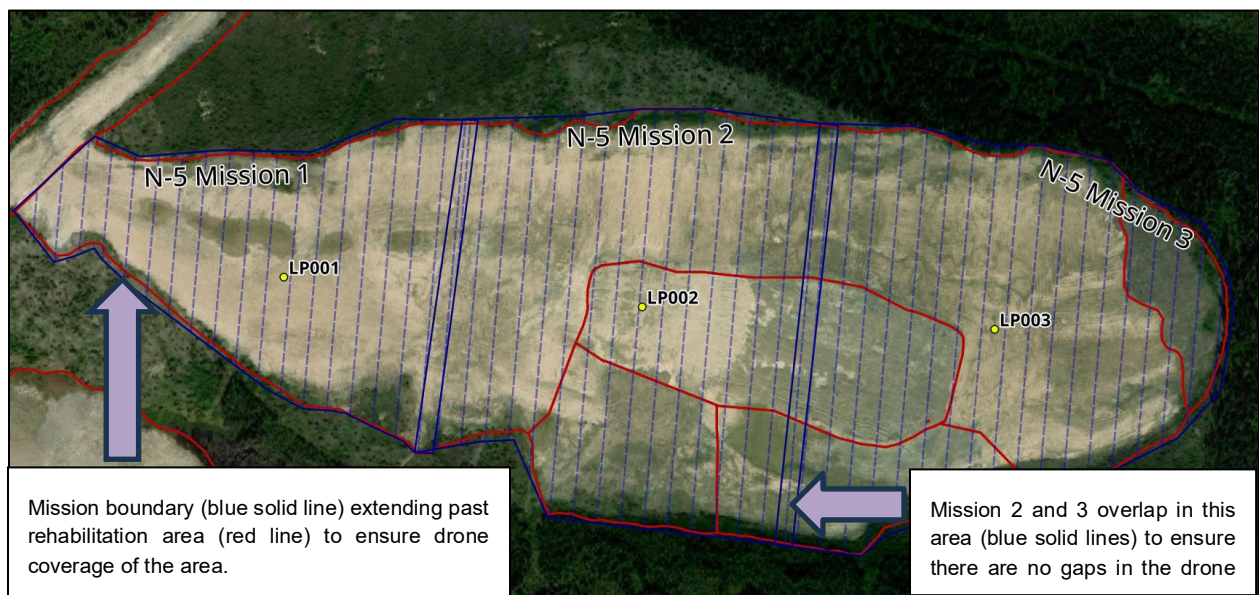 N-5 Mission 1
N-5 Mission 2
N-5 Mission 3
LP001
LP002
LP003
Mission boundary (blue solid line) extending past
rehabilitation area (red line) to ensure drone
coverage of the area.
Mission 2 and 3 overlap in this
area (blue solid lines) to ensure
there are no gaps in the drone